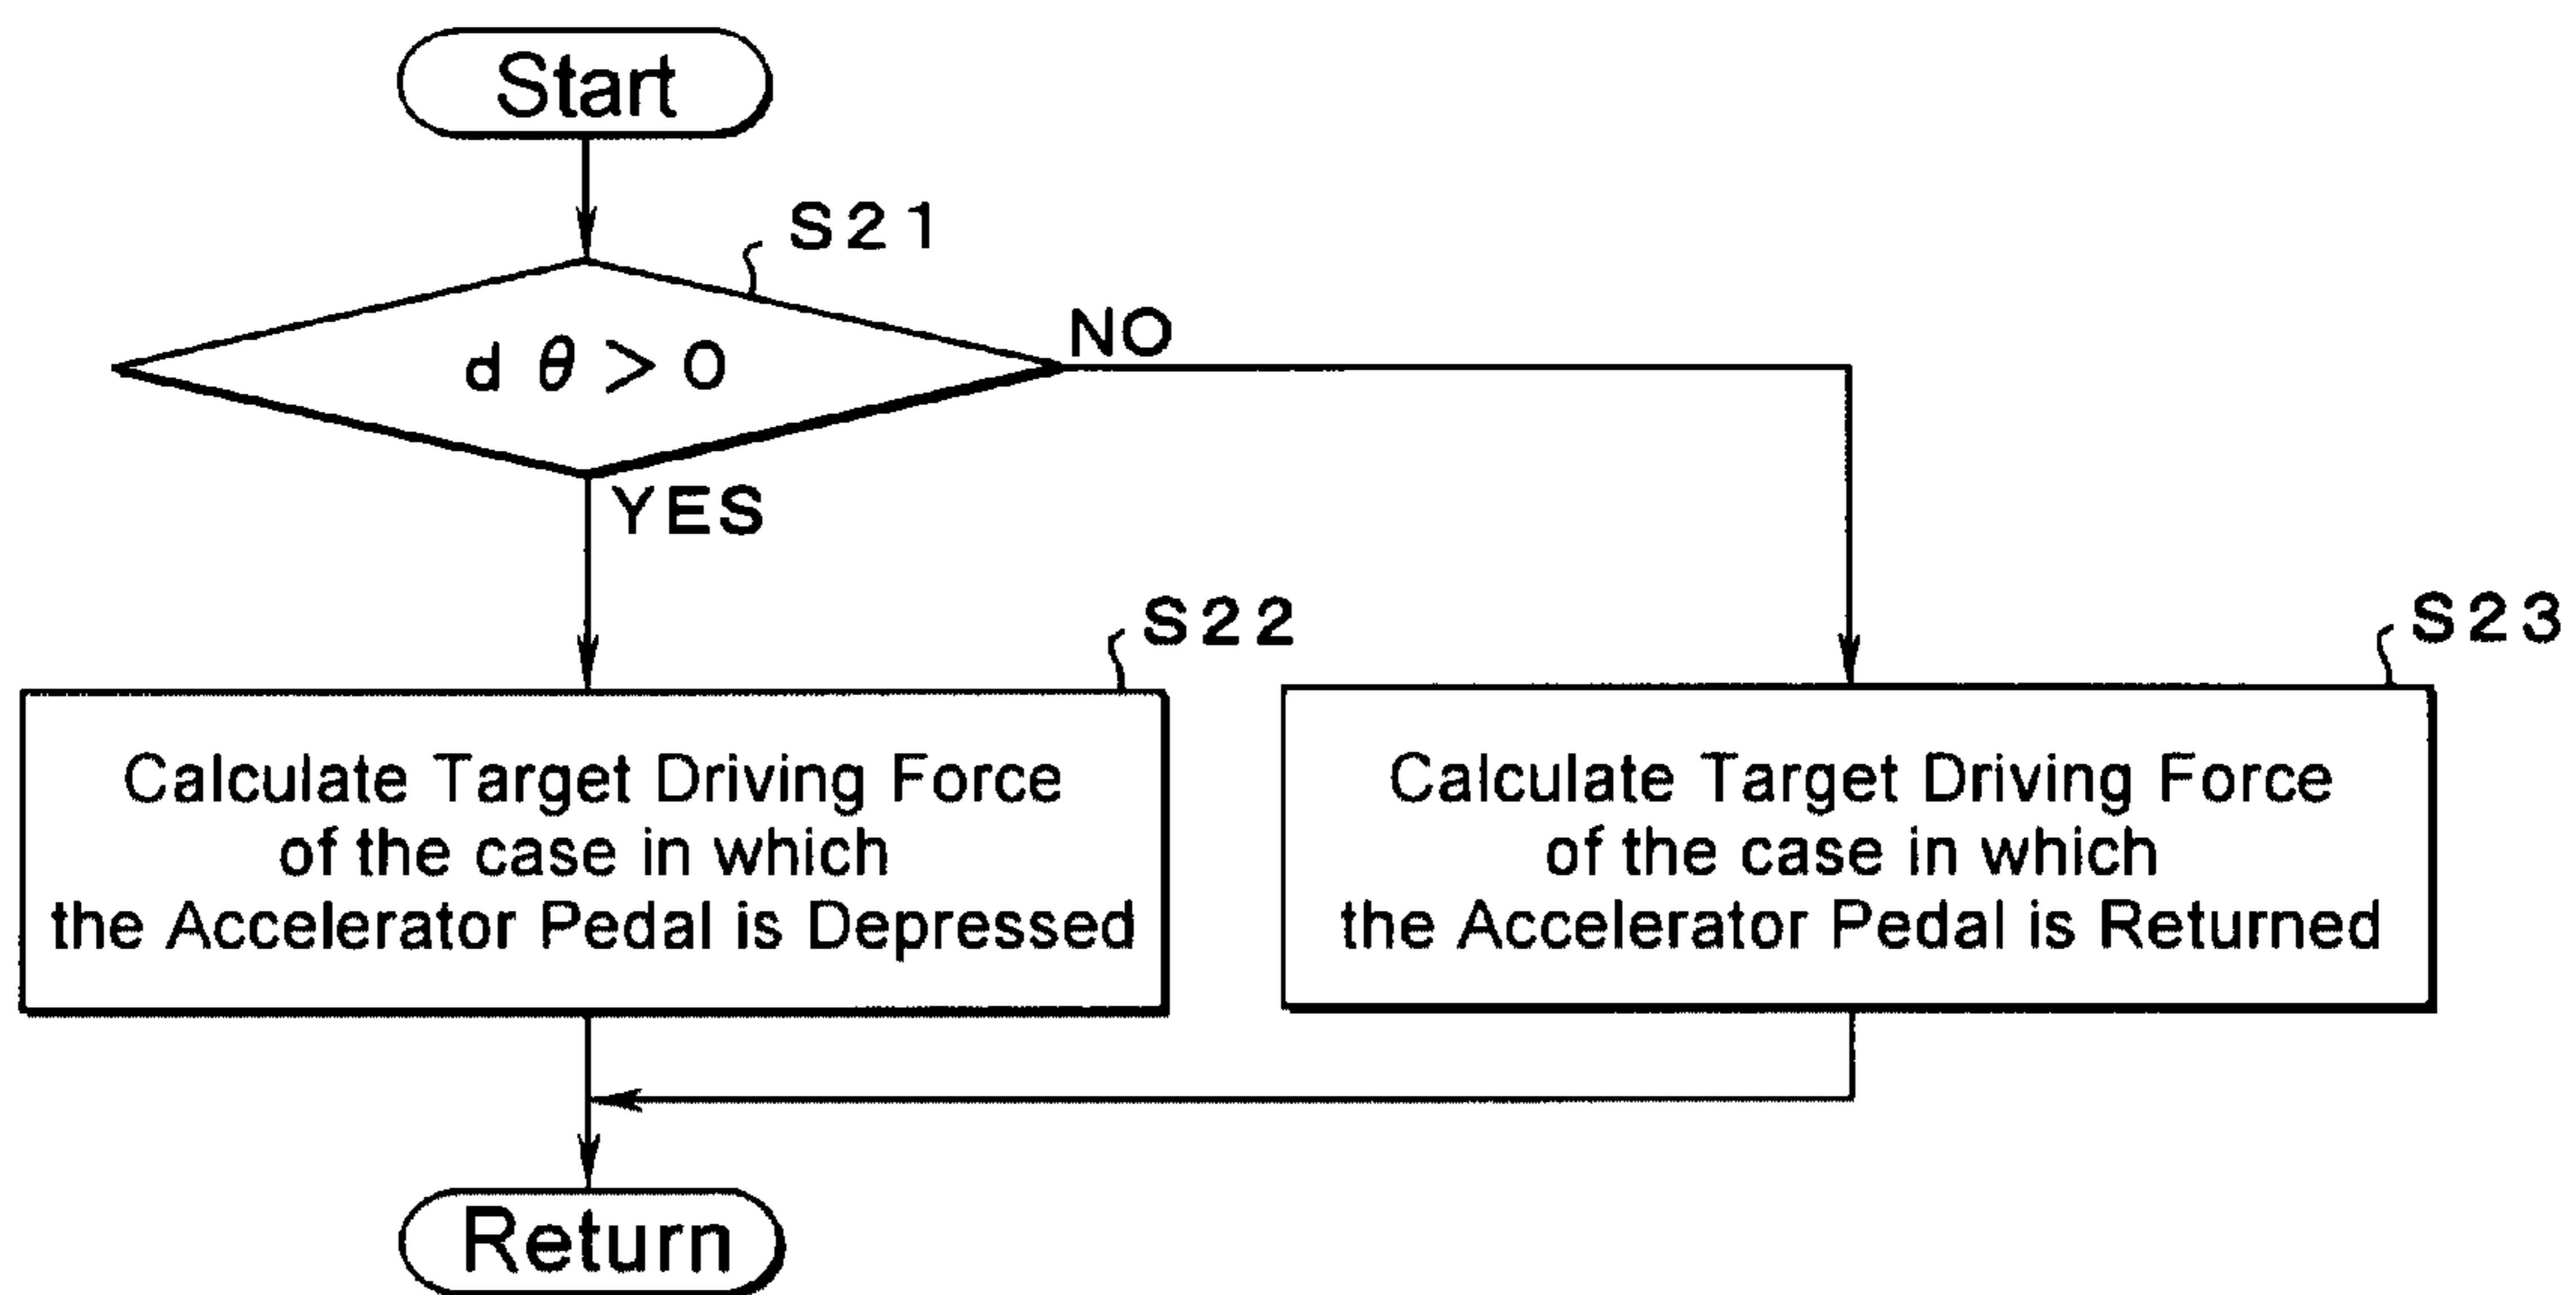 Start
S21
dθ>0
NO
YES
S22
S23
Calculate Target Driving Force
of the case in which
the Accelerator Pedal is Depressed
Calculate Target Driving Force
of the case in which
the Accelerator Pedal is Returned
Return